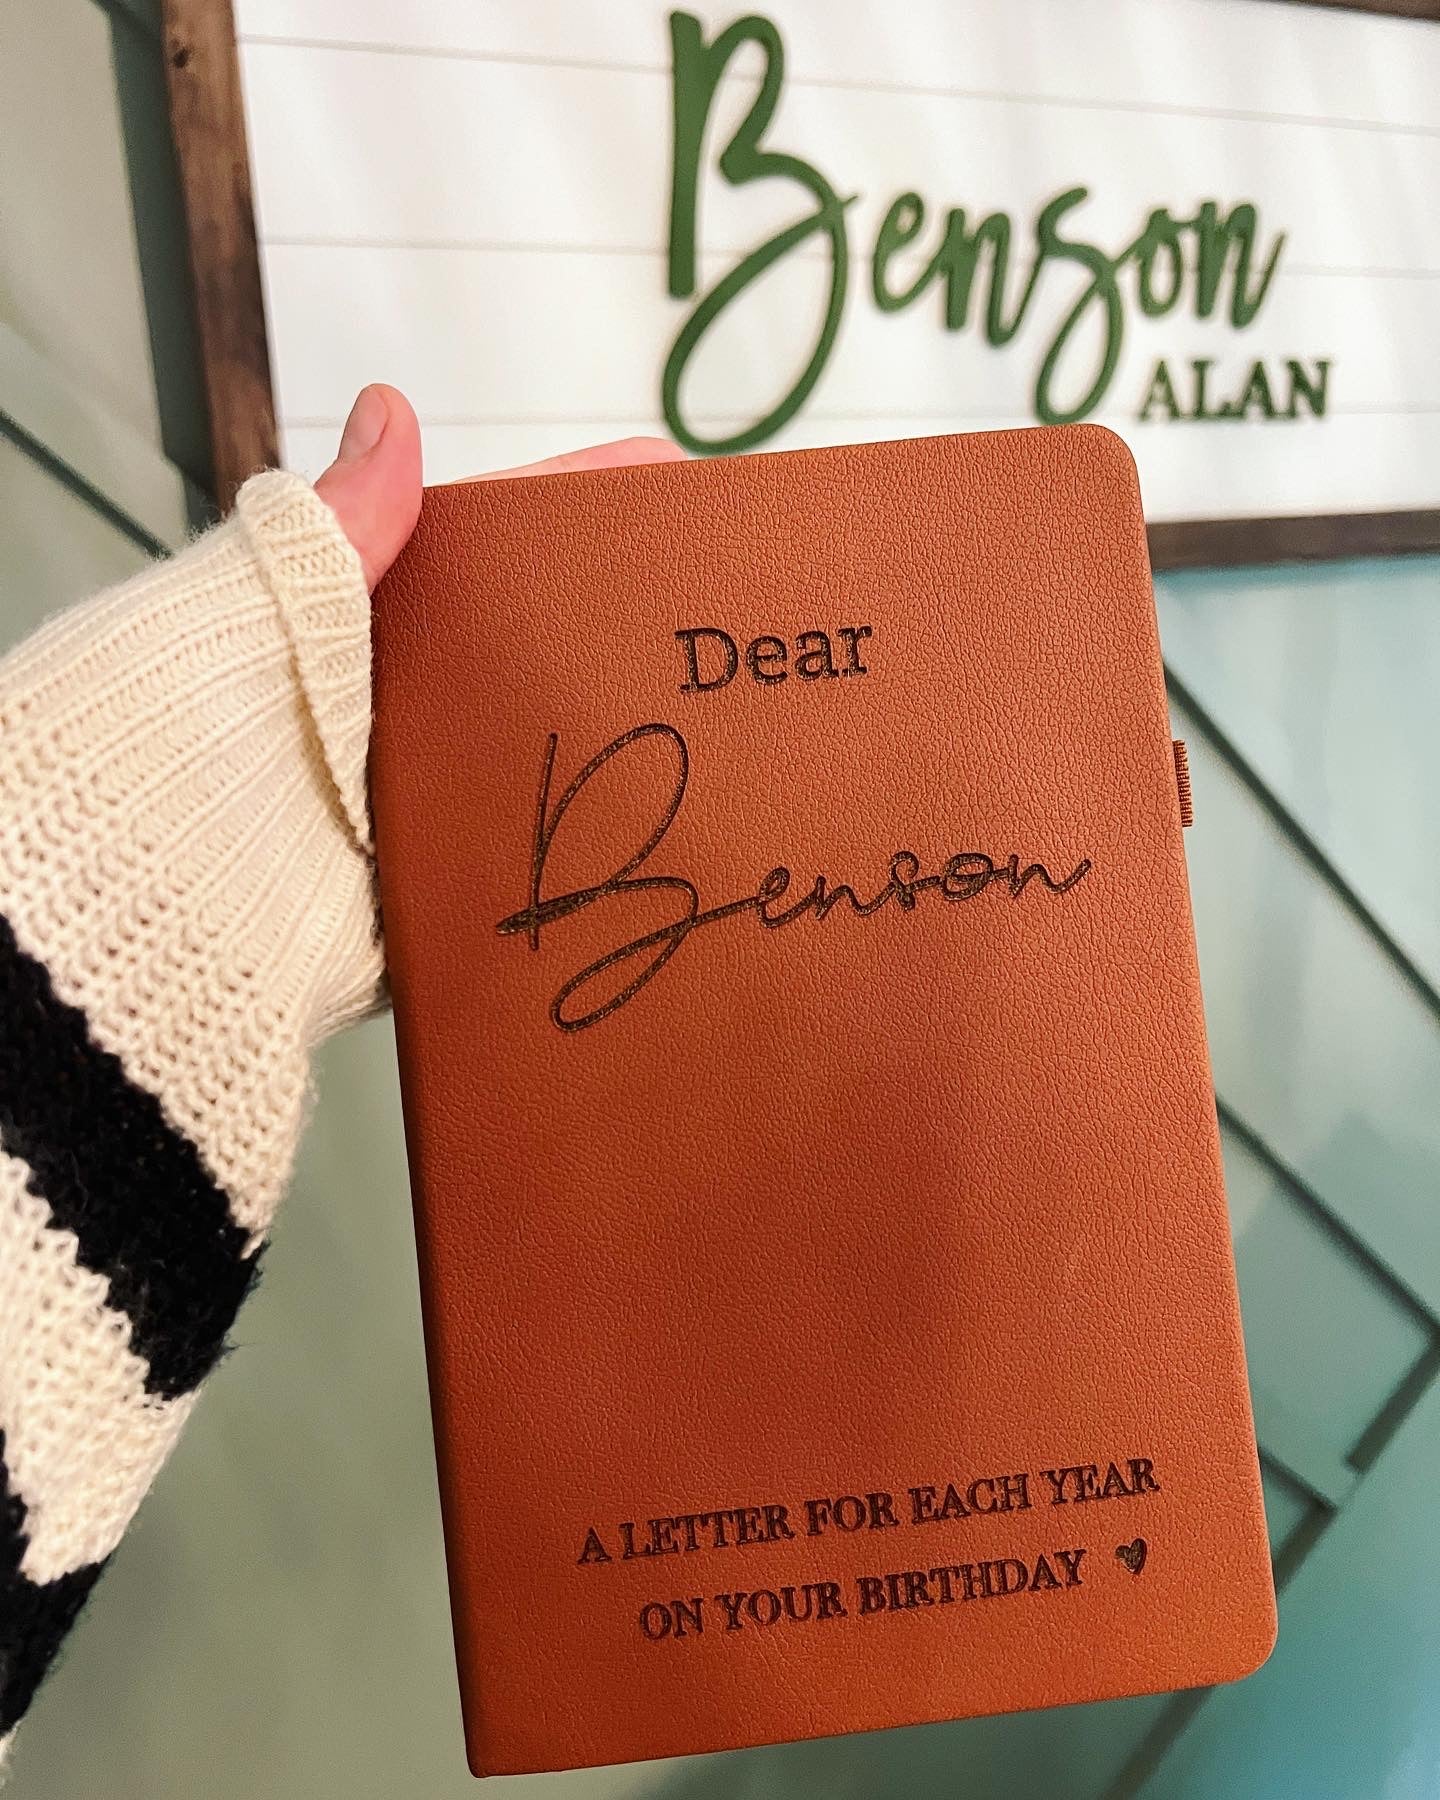 Benson
ALAN
Dear
Benson
A LETTER FOR EACH YEAR
ON YOUR BIRTHDAY ♥